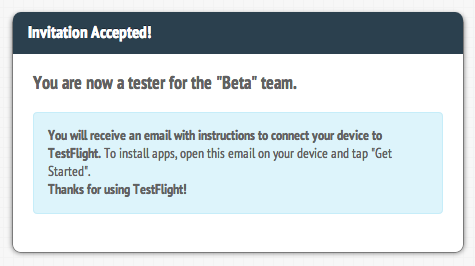 Invitation Accepted!
You are now a tester for the "Beta" team.
You will receive an email with instructions to connect your device to
TestFlight. To install apps, open this email on your device and tap "Get
Started".
Thanks for using TestFlight!